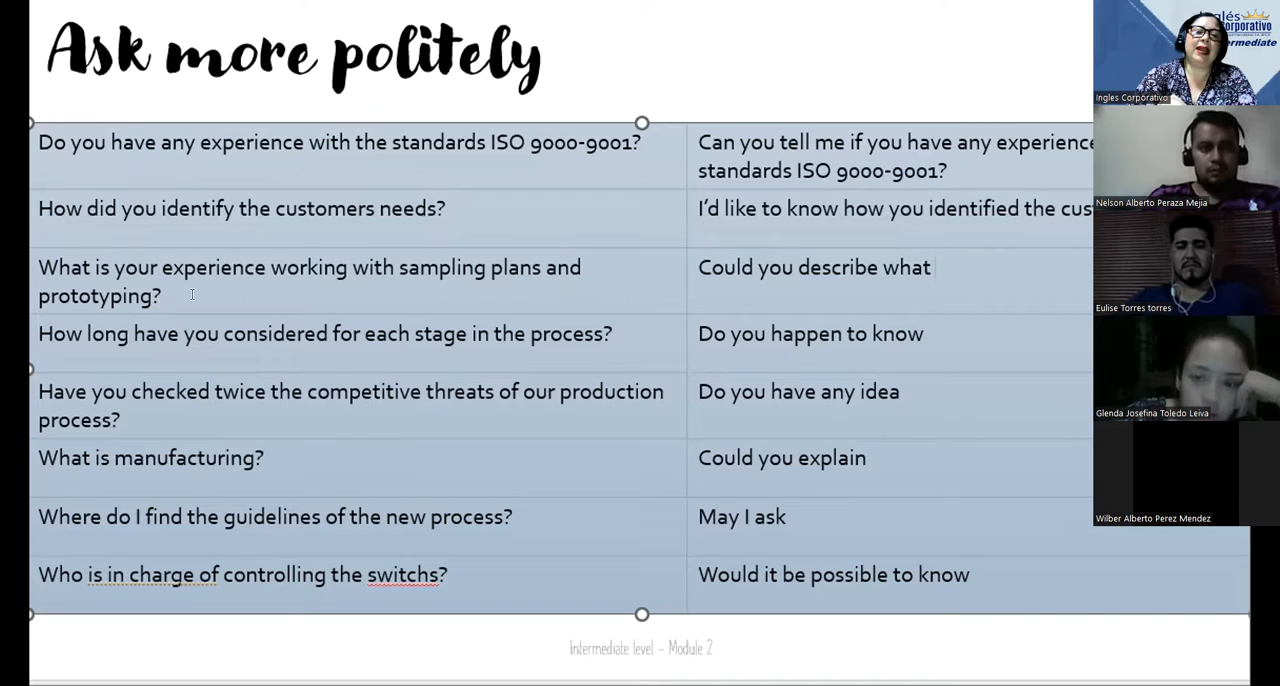 Ask more politely
Do you have any experience with the standards ISO 9000-9001?
Can you tell me if you have any experience
standards ISO 9000-9001?
How did you identify the customers needs?
I'd like to know how you identified the cus
What is your experience working with sampling plans and
prototyping?
Could you describe what
How long have you considered for each stage in the process?
Do you happen to know
Have you checked twice the competitive threats of our production
process?
Do you have any idea
What is manufacturing?
Could you explain
Where do I find the guidelines of the new process?
May I ask
Who is in charge of controlling the switchs?
Would it be possible to know
Intermediate level - Module 2
Inglés
Corporativo
Ingles Corporativo
Nelson Alberto Peraza Mejia
Eulise Torres torres
Glenda Josefina Toledo Leiva
Wilber Alberto Perez Mendez